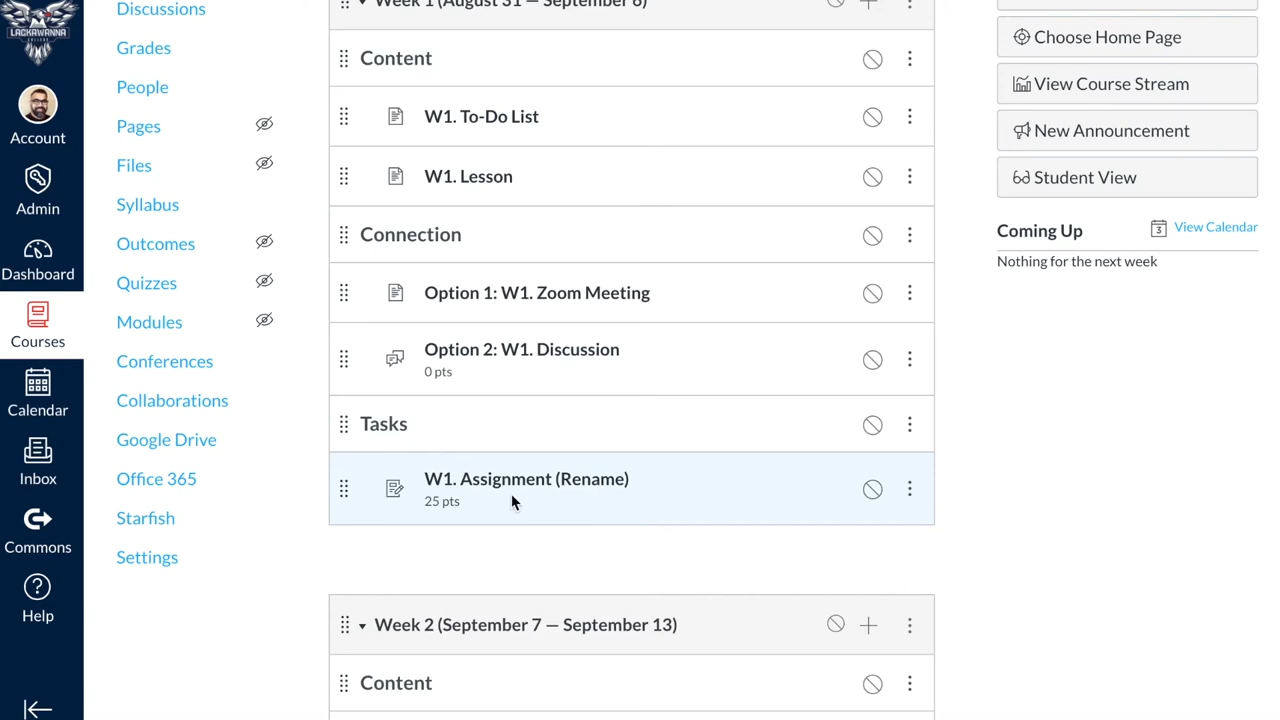 LACKAWANNA
COLLEGE
Account
Admin
Dashboard
Courses
Calendar
Inbox
Commons
Help
Discussions
Grades
People
Pages
Files
Syllabus
Outcomes
Quizzes
Modules
Conferences
Collaborations
Google Drive
Office 365
Starfish
Settings
Week 1 (August 31 — September 6)
Content
W1. To-Do List
W1. Lesson
Connection
Option 1: W1. Zoom Meeting
Option 2: W1. Discussion
0 pts
Tasks
W1. Assignment (Rename)
25 pts
Week 2 (September 7 — September 13)
Content
Choose Home Page
View Course Stream
New Announcement
Student View
Coming Up
3 View Calendar
Nothing for the next week